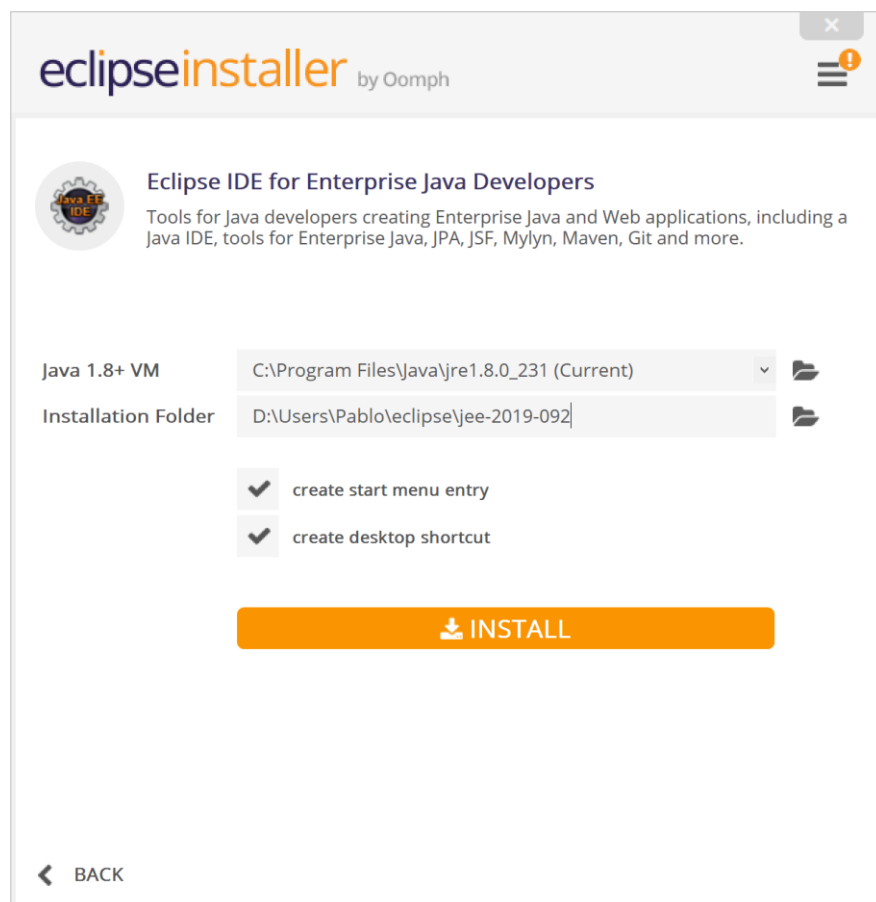 eclipseinstaller by Oomph
Eclipse IDE for Enterprise Java Developers
Java EE
IDE
Tools for Java developers creating Enterprise Java and Web applications, including a
Java IDE, tools for Enterprise Java, JPA, JSF, Mylyn, Maven, Git and more.
Java 1.8+ VM
C:\Program Files\Java\jre1.8.0_231 (Current)
Installation Folder
D:\Users\Pablo\eclipse\jee-2019-092
create start menu entry
create desktop shortcut
INSTALL
BACK